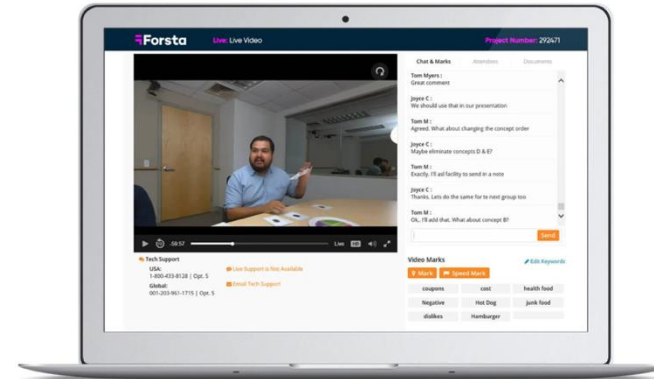 Forsta
Live: Live Video
Project Number: 292471
Chat & Marks
Attendees
Documents
Tom Myers :
Great comment
Joyce C :
We should use that in our presentation
Tom M :
Agreed. What about changing the concept order
Joyce C :
Maybe eliminate concepts D & E?
Tom M :
Exactly, I'll asl facility to send in a note
Joyce C :
Thanks. Lets do the same for te next group
Tom M :
Ok, I'll add that, What about concept B?
Send
-58:57
Live
HD
Tech Support
USA:
1-800-433-8128 | Opt. 5
Global:
001-203-961-1715 | Opt. 5
Live Support is Not Available
Email Tech Support
Video Marks
Edit Keywords
Mark
Speed Mark
coupons
cost
health food
Negative
Hot Dog
junk food
dislikes
Hamburger